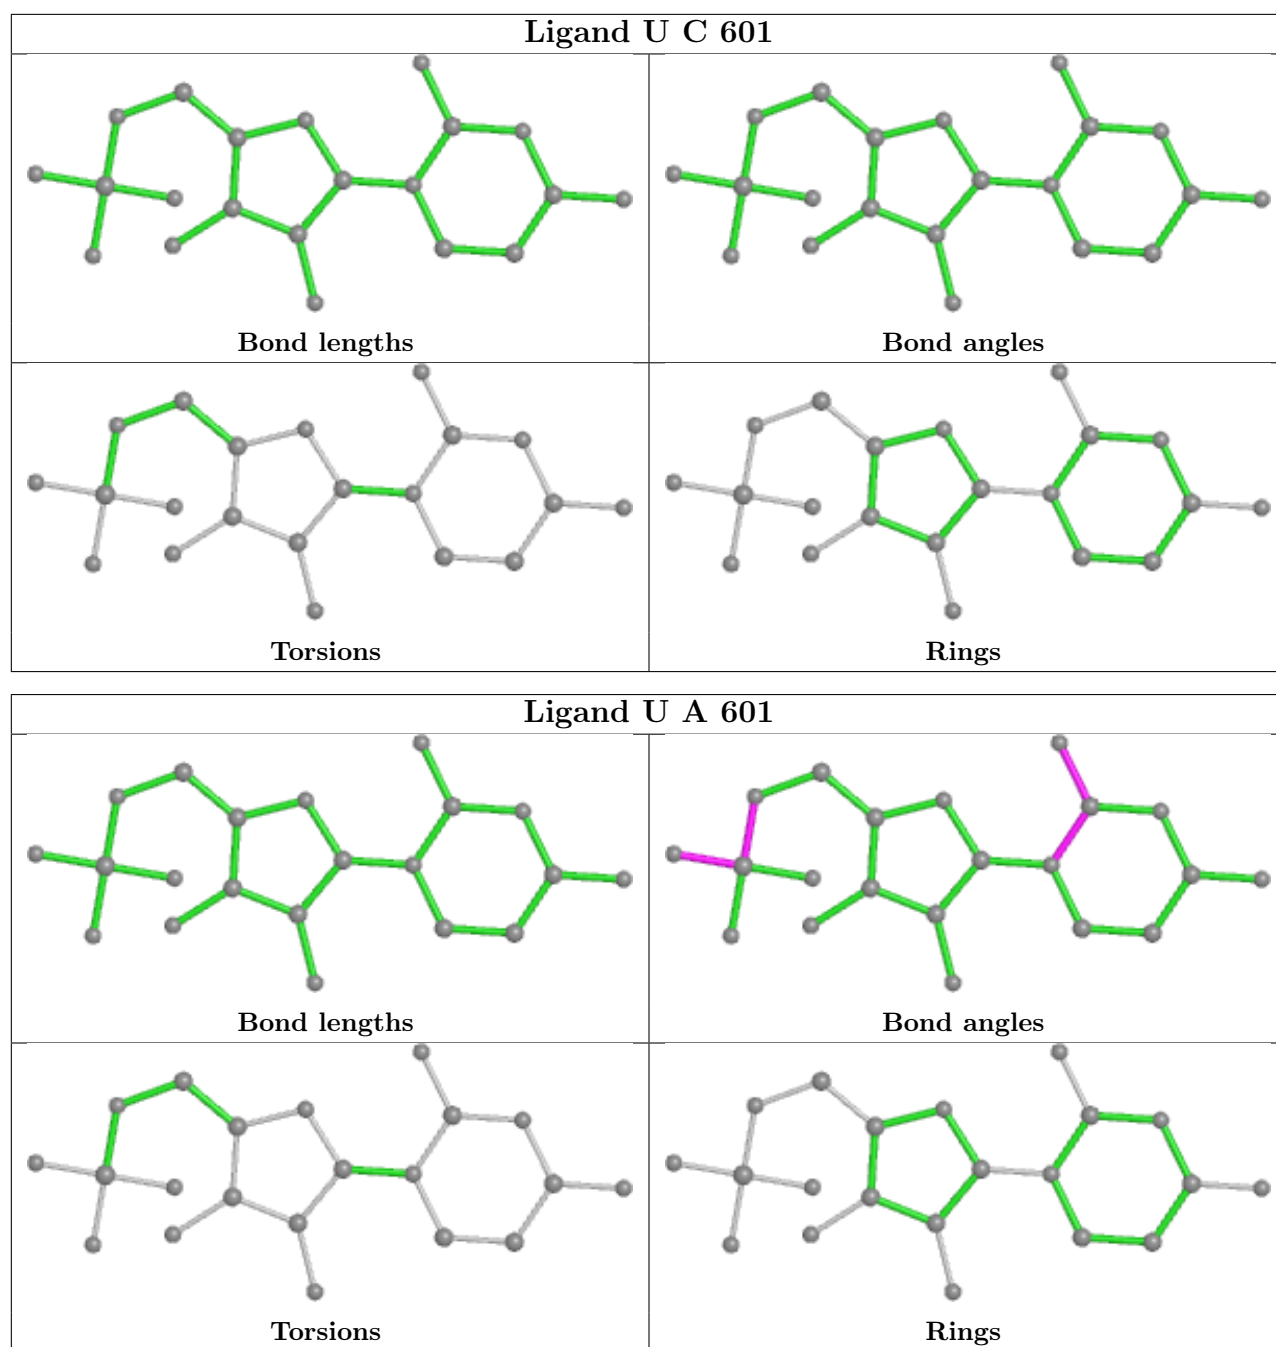 Ligand U C 601
Bond lengths
Bond angles
Torsions
Rings
Ligand U A 601
Bond lengths
Bond angles
Torsions
Rings